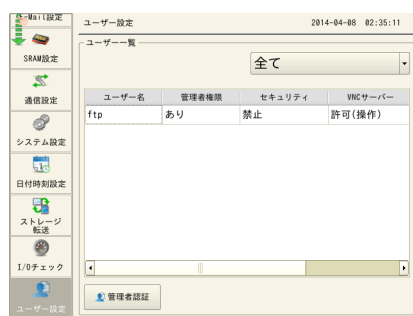 E-Mail設定
SRAM設定
通信設定
システム設定
日付時刻設定
ストレージ
転送
I/Oチェック
ユーザー設定
ユーザー設定 2014-04-08 02:35:11
ユーザー一覧
全て
ユーザー名 管理者権限 セキュリティ VNCサーバー
ftp あり 禁止 許可(操作)
管理者認証